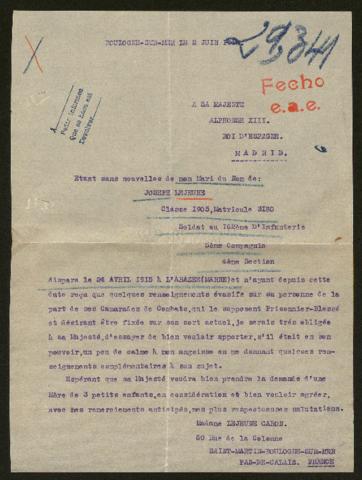 BOULOGNE-SUR-MER LE 2 JUIN
29341
Fecho
e.a.e.
A SA MAJESTE
ALPHONSE XIII.
ROI D'ESPAGNE.
MADRID.
Etant sans nouvelles de mon Mari du Nom de:
JOSEPH LEJEUNE
Classe 1905, Matricule
Soldat au 162ème D'Infanterie
Compagnie
Section
disparu le 24 AVRIL 1915 à et n'ayant depuis cette
date reçu que quelques renseignements évasifs sur sa personne de la
part de ses Camarades de Combats, qui le supposent Prisonnier-Blessé
et désirant être fixée sur son sort actuel, je serais très obligée
à sa Majesté, d'essayer de bien vouloir apporter, s'il était en son
pouvoir, un peu de calme à mon angoisse en me donnant quelques ren-
seignements complémentaires à son sujet.
Espérant que sa Majesté voudra bien prendre la demande d'une
Mère de 3 petits enfants, en considération et bien vouloir agréer,
avec mes remerciements anticipés, mes plus respectueuses salutations.
Madame LEJEUNE CARON.
50 Rue de la Colonne
SAINT-MARTIN-BOULOGNE-SUR-MER
PAS-DE-CALAIS. FRANCE